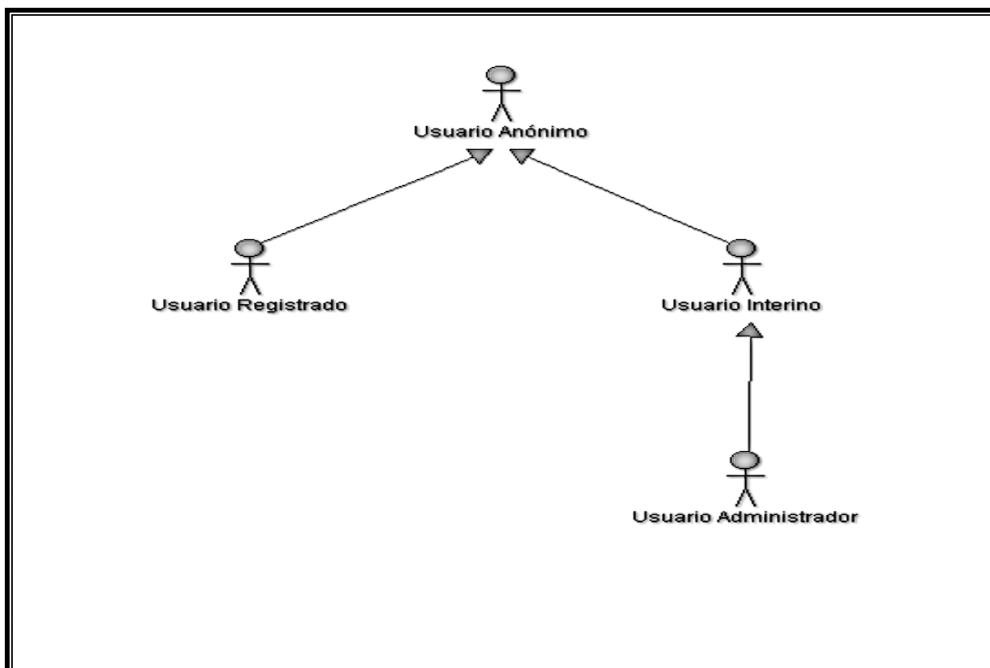 Usuario Anónimo
Usuario Registrado
Usuario Interino
Usuario Administrador